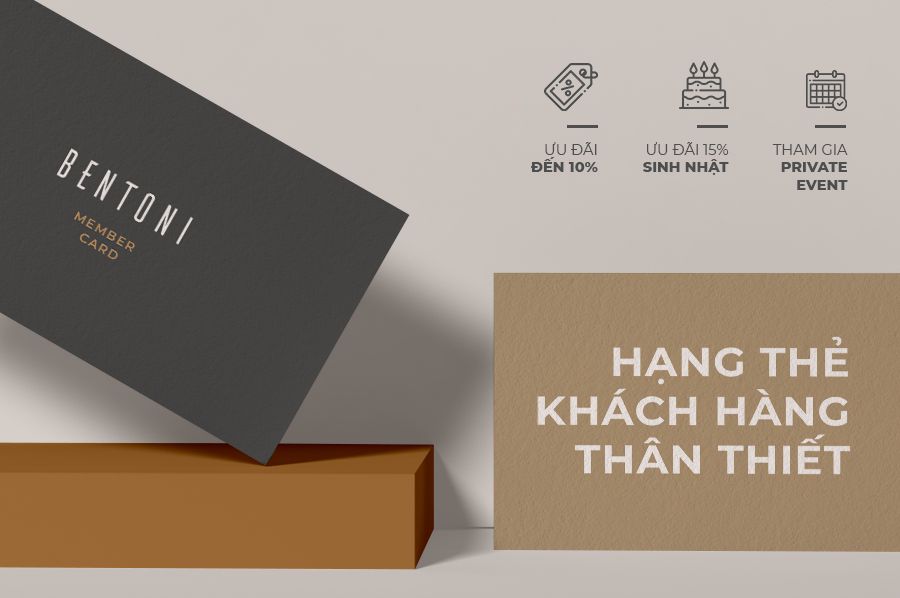 BENTONI
MEMBER
CARD
ƯU ĐÃI
ĐẾN 10%
ƯU ĐÃI 15%
SINH NHẬT
THAM GIA
PRIVATE
EVENT
HẠNG THẺ
KHÁCH HÀNG
THÂN THIẾT